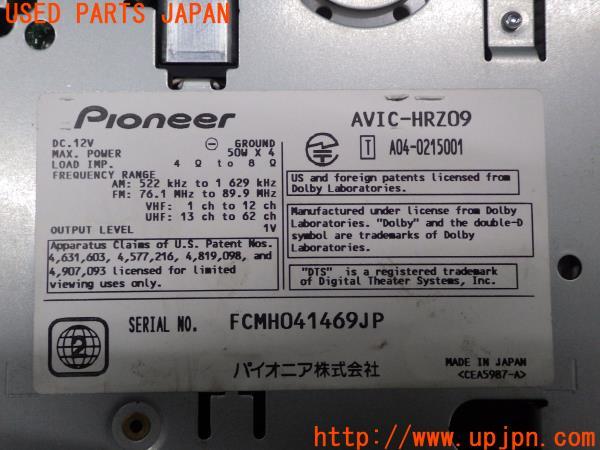 USED PARTS JAPAN
Pioneer
AVIC-HRZ09
DC.12V ⊖ GROUND
MAX. POWER 50W X 4
LOAD IMP. 4 Ω to 8 Ω
FREQUENCY RANGE
AM: 522 kHz to 1 629 kHz
FM: 76.1 MHz to 89.9 MHz
VHF: 1 ch to 12 ch
UHF: 13 ch to 62 ch
OUTPUT LEVEL 1V
Apparatus Claims of U.S. Patent Nos.
4,631,603, 4,577,216, 4,819,098, and
4,907,093 licensed for limited
viewing uses only.
T A04-0215001
US and foreign patents licensed from
Dolby Laboratories.
Manufactured under license from Dolby
Laboratories. "Dolby" and the double-D
symbol are trademarks of Dolby
Laboratories.
"DTS" is a registered trademark
of Digital Theater Systems, Inc.
2
SERIAL NO. FCMH041469JP
パイオニア株式会社
MADE IN JAPAN
<CEA5987-A>
URL http://www.upjpn.com/